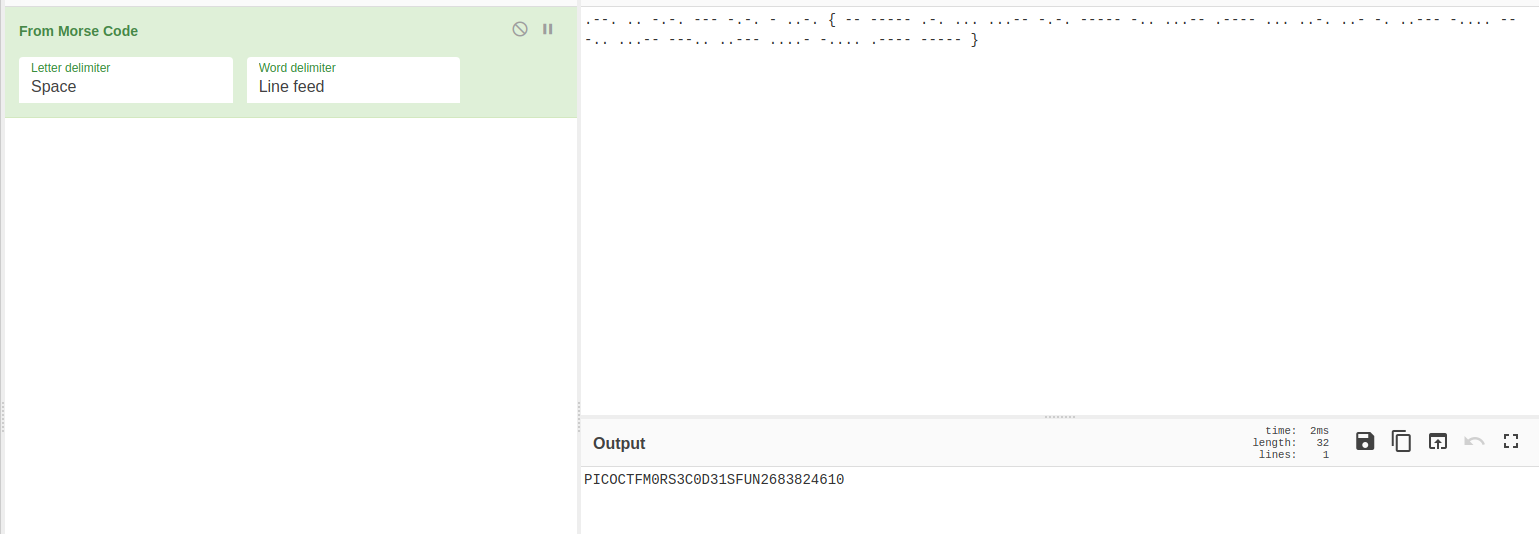 From Morse Code
Letter delimiter
Space
Word delimiter
Line feed
.--. .. -.-. --- -.-. - ..-. { -- ----- .-. ... ...-- -.-. ----- -.. ...-- .---- ... ..-. ..- -. ..--- -.... --
-.. ...-- ---.. ..--- ....- -.... .---- ----- }
Output
time: 2ms
length: 32
lines: 1
PICOCTFM0RS3C0D31SFUN2683824610